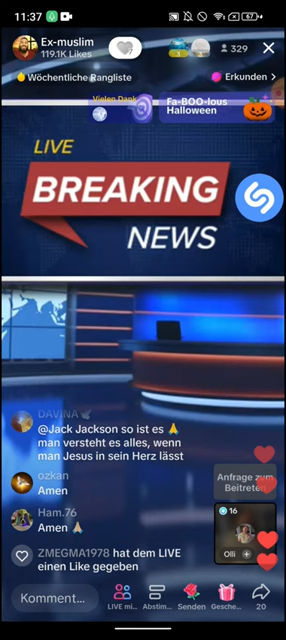 11:37
67
Ex-muslim
119.1K Likes
329
Wöchentliche Rangliste
Erkunden >
Vielen Dank
Fa-BOO-lous
Halloween
LIVE
BREAKING
NEWS
DAVINA
@Jack Jackson so ist es 🙏
man versteht es alles, wenn
man Jesus in sein Herz lässt
ozkan
Amen
Anfrage zum
Beitreten
Ham.76
Amen 🙏
16
Olli +
ZMEGMA1978 hat dem LIVE
einen Like gegeben
Komment...
LIVE mi...
Abstim...
Senden
Gesche...
20